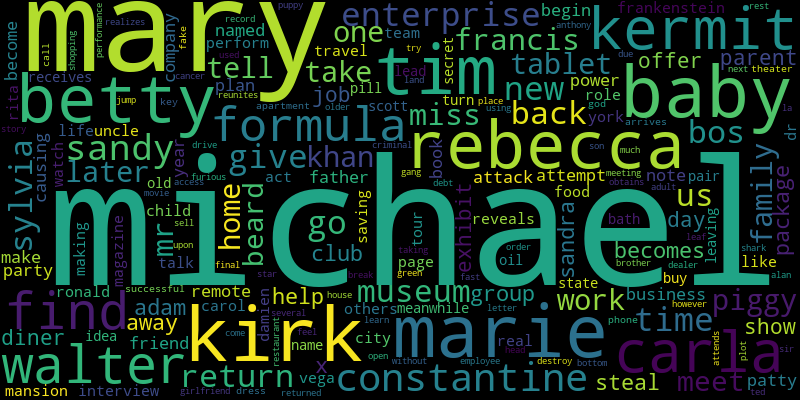 mary
michael
kirk
marie
rebecca
tim
baby
kermit
betty
carla
walter
find
formula
constantine
enterprise
francis
one
new
tablet
tell
take
job
miss
back
bos
us
family
parent
offer
begin
named
perform
travel
team
secret
lead
plan
pill
scott
turn
place
power
role
god
york
arrives
dr
la
frankenstein
try
land
due
next
theater
rest
anthony
puppy
fake
used
shopping
performance
realizes
call
record
cancer
key
jump
reunites
apartment
older
drive
furious
criminal
gang
debt
using
son
much
meeting
obtains
adult
leaf
shark
brother
dealer
alan
become
receives
company
rita
sylvia
causing
life
uncle
watch
year
sandy
later
mr
old
child
movie
access
sell
upon
give
khan
act
father
home
beard
go
club
tour
page
book
food
attack
attempt
note
pair
exhibit
sandra
reveals
oil
saving
bath
taking
order
leaving
day
package
becomes
buy
like
state
business
however
phone
make
party
making
magazine
talk
final
star
break
green
fast
ronald
successful
adam
remote
carol
damien
help
museum
group
others
meanwhile
work
time
piggy
show
diner
idea
friend
away
several
feel
come
house
name
x
city
real
letter
learn
open
without
employee
head
a
destroy
bottom
attends
plot
sir
return
vega
restaurant
steal
meet
patty
mansion
interview
girlfriend
dress
returned
ted
story